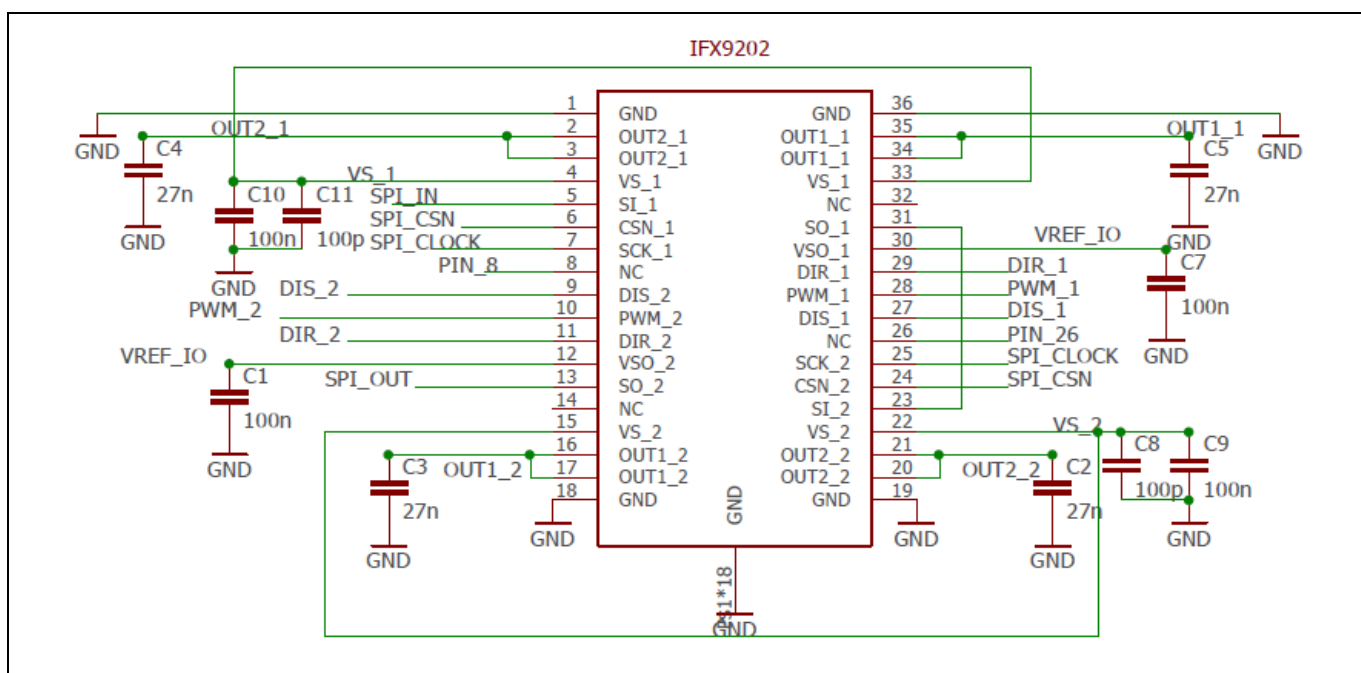 IFX9202
1 GND GND 36
OUT2_1 2 OUT2_1 OUT1_1 35 OUT1_1
GND C4 3 OUT2_1 OUT1_1 34 C5 GND
VS_1 4 VS_1 VS_1 33
27n SPI_IN 5 SI_1 NC 32 27n
C10 C11
SPI_CSN 6 CSN_1 SO_1 31
GND 100n 100p SPI_CLOCK 7 SCK_1 VSO_1 30 VREF_IO GND
PIN_8 8 NC DIR_1 29 DIR_1 C7
GND DIS_2 9 DIS_2 PWM_1 28 PWM_1
PWM_2 10 PWM_2 DIS_1 27 DIS_1 100n
DIR_2 11 DIR_2 NC 26 PIN_26
VREF_IO 12 VSO_2 SCK_2 25 SPI_CLOCK GND
C1 SPI_OUT 13 SO_2 CSN_2 24 SPI_CSN
100n 14 NC SI_2 23
15 VS_2 VS_2 22 VS_2
GND 16 OUT1_2 OUT2_2 21 C8 C9
C3 OUT1_2 17 OUT1_2 OUT2_2 20 OUT2_2 C2
27n 18 GND GND 19 27n 100p 100n
GND
GND GND GND
GND GND
PS1*18
GND